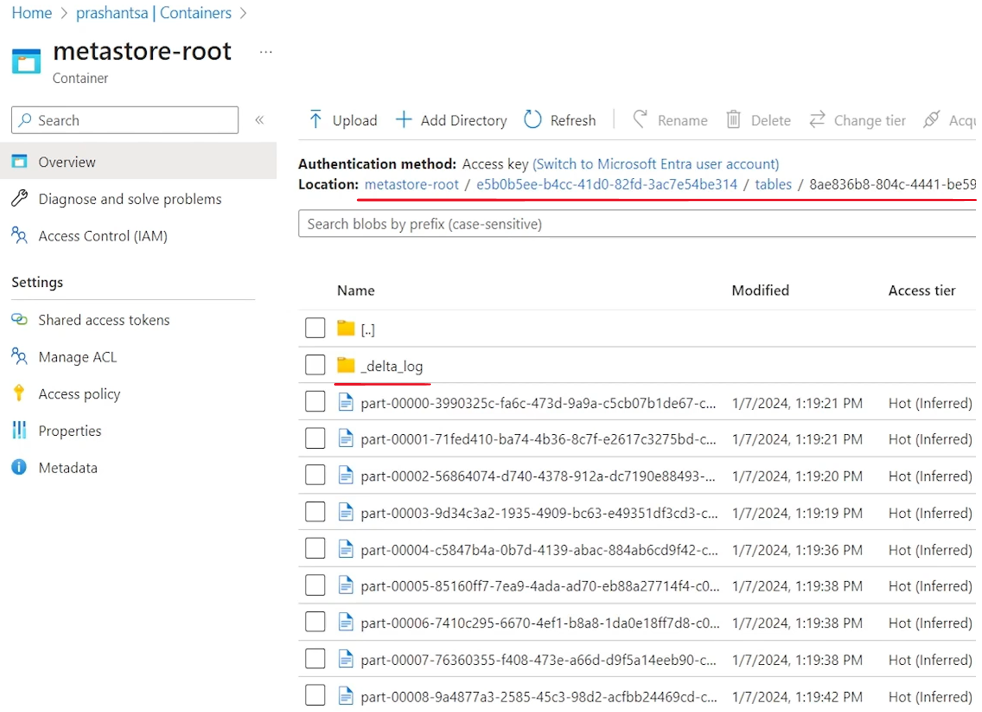 Home > prashantsa | Containers >
metastore-root ...
Container
Search «
Overview
Diagnose and solve problems
Access Control (IAM)
Settings
Shared access tokens
Manage ACL
Access policy
Properties
Metadata
Upload Add Directory Refresh Rename Delete Change tier Acqu
Authentication method: Access key (Switch to Microsoft Entra user account)
Location: metastore-root / e5b0b5ee-b4cc-41d0-82fd-3ac7e54be314 / tables / 8ae836b8-804c-4441-be59
Search blobs by prefix (case-sensitive)
Name Modified Access tier
[..]
_delta_log
part-00000-3990325c-fa6c-473d-9a9a-c5cb07b1de67-c... 1/7/2024, 1:19:21 PM Hot (Inferred)
part-00001-71fed410-ba74-4b36-8c7f-e2617c3275bd-c... 1/7/2024, 1:19:21 PM Hot (Inferred)
part-00002-56864074-d740-4378-912a-dc7190e88493-... 1/7/2024, 1:19:20 PM Hot (Inferred)
part-00003-9d34c3a2-1935-4909-bc63-e49351df3cd3-c... 1/7/2024, 1:19:19 PM Hot (Inferred)
part-00004-c5847b4a-0b7d-4139-abac-884ab6cd9f42-c... 1/7/2024, 1:19:36 PM Hot (Inferred)
part-00005-85160ff7-7ea9-4ada-ad70-eb88a27714f4-c0... 1/7/2024, 1:19:38 PM Hot (Inferred)
part-00006-7410c295-6670-4ef1-b8a8-1da0e18ff7d8-c0... 1/7/2024, 1:19:38 PM Hot (Inferred)
part-00007-76360355-f408-473e-a66d-d9f5a14eeb90-c... 1/7/2024, 1:19:38 PM Hot (Inferred)
part-00008-9a4877a3-2585-45c3-98d2-acfbb24469cd-c... 1/7/2024, 1:19:42 PM Hot (Inferred)